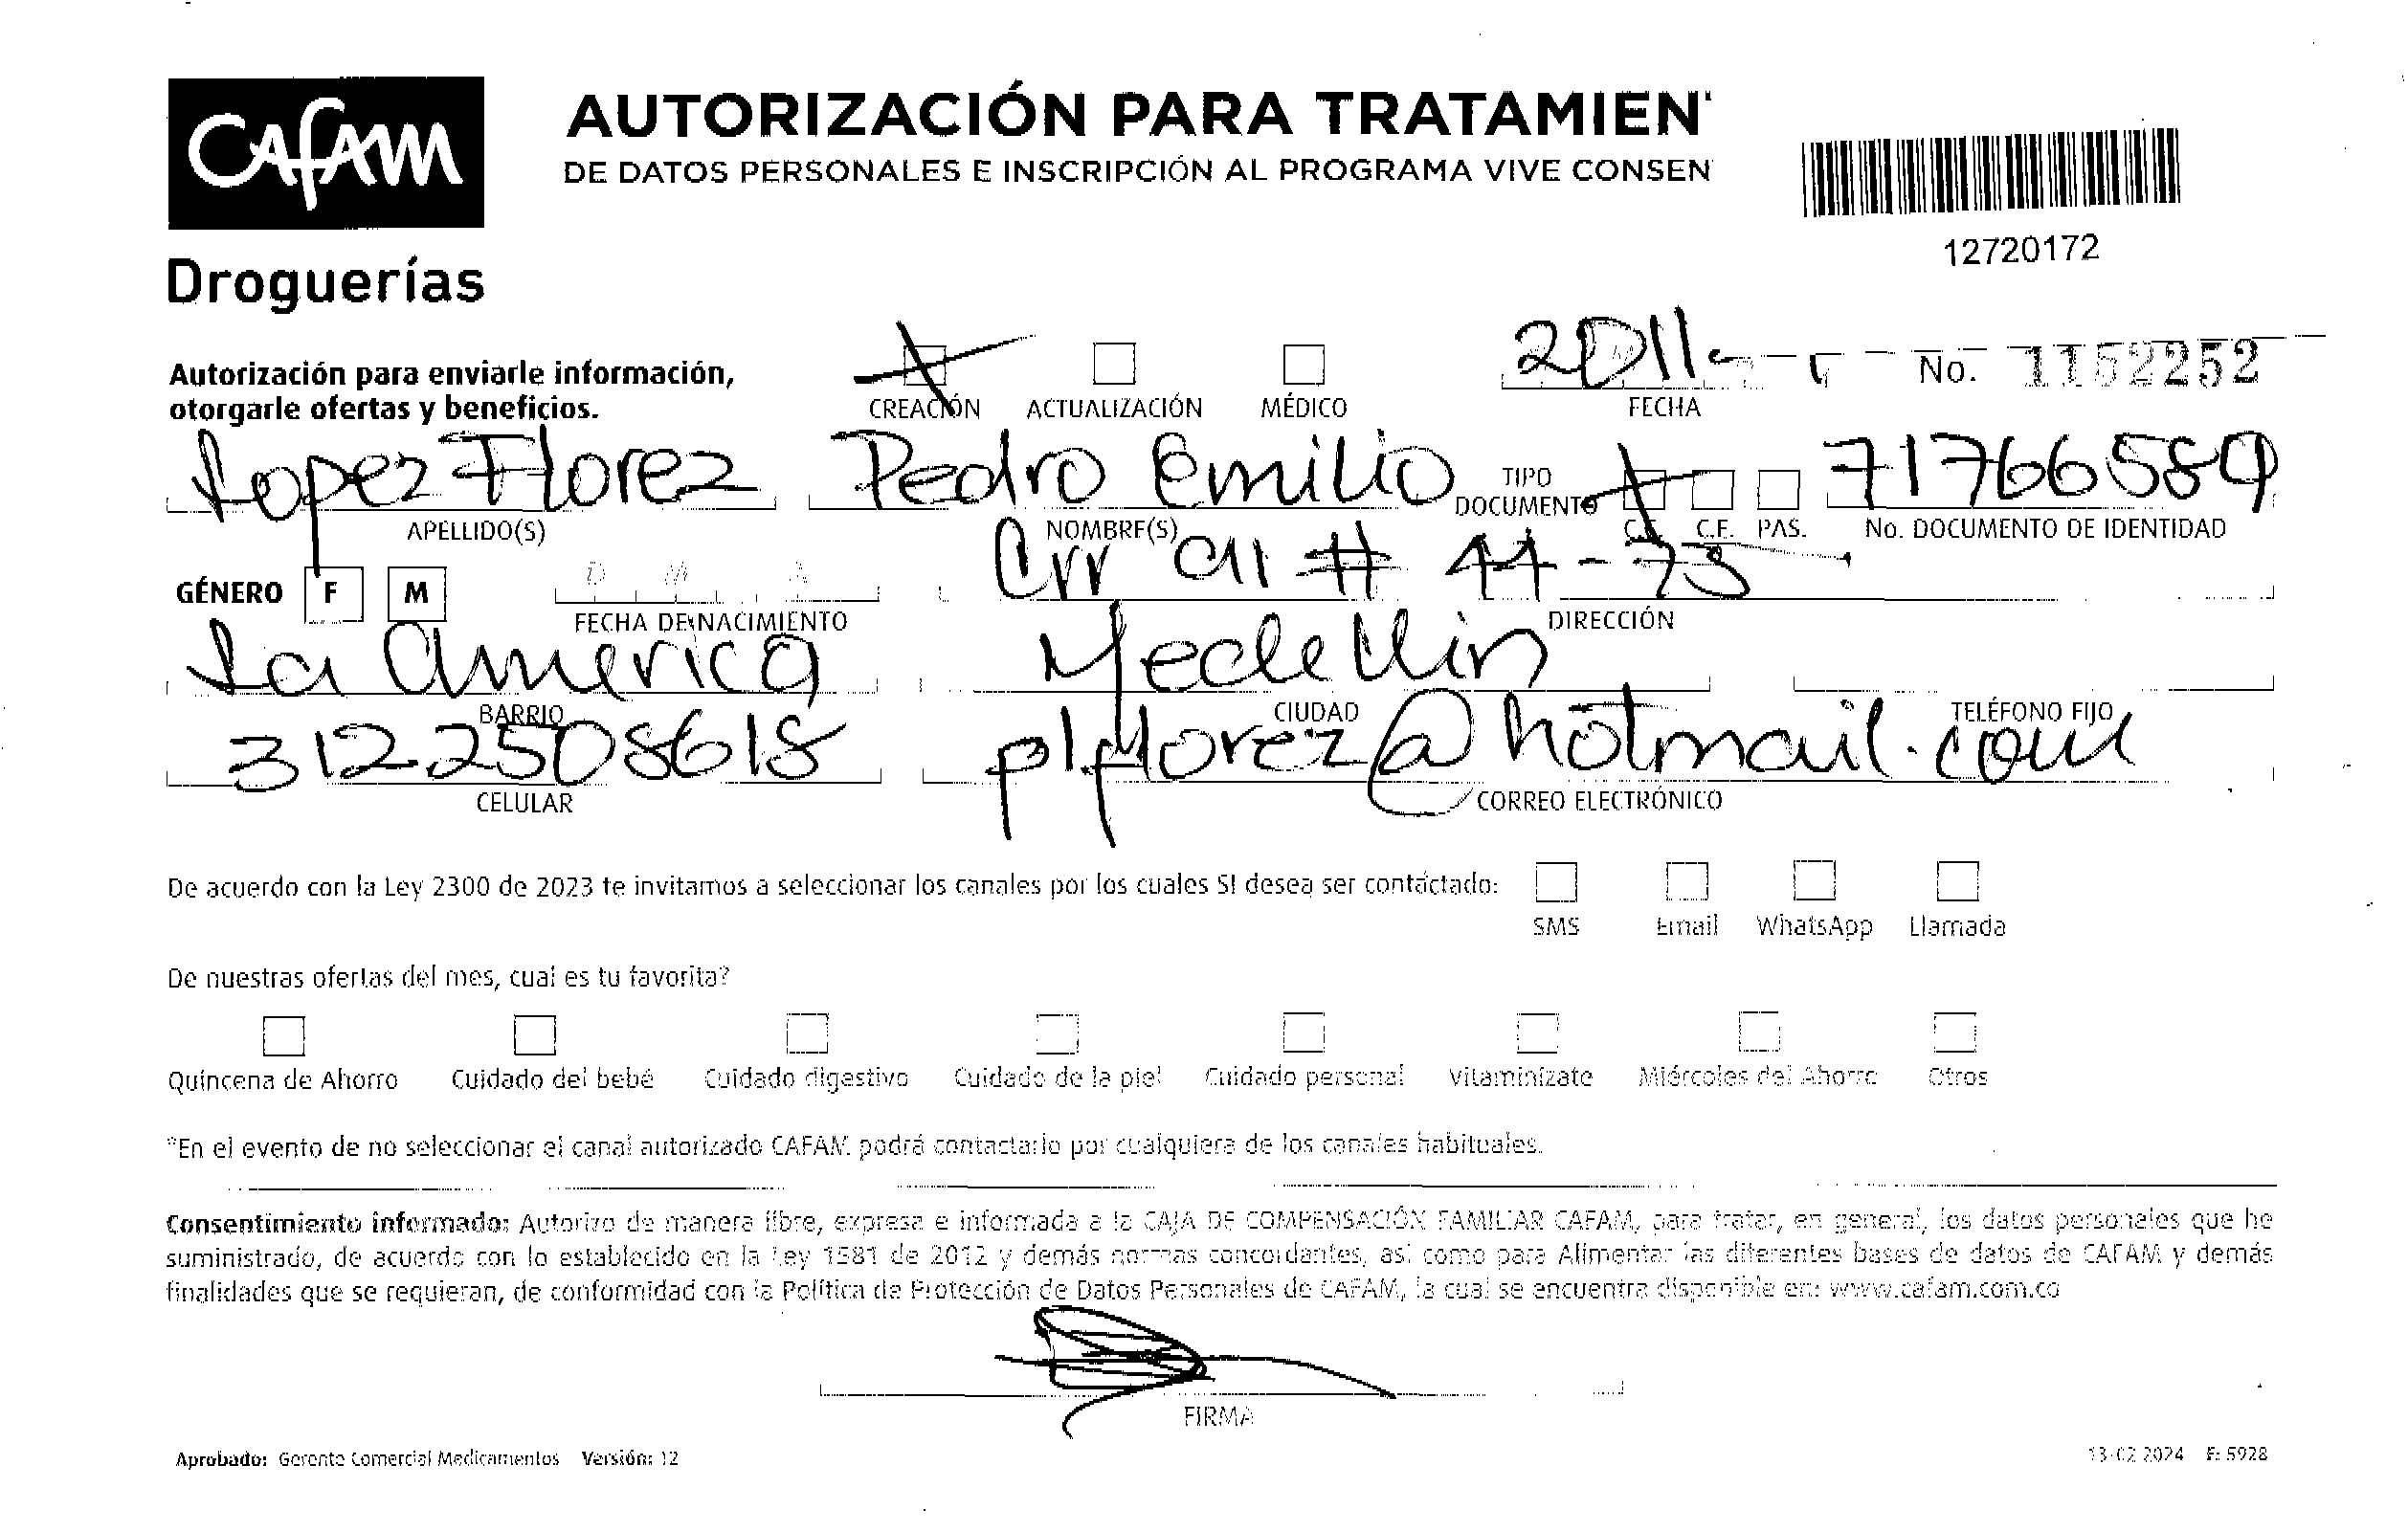 CAFAM
Droguerías
AUTORIZACIÓN PARA TRATAMIEN
DE DATOS PERSONALES E INSCRIPCIÓN AL PROGRAMA VIVE CONSEN
12720172
Autorización para enviarle información,
otorgarle ofertas y beneficios.
CREACIÓN ACTUALIZACIÓN MÉDICO
FECHA
No. 1152252
Lopez Florez Pedro Emilio TIPO DOCUMENTO 71766589
APELLIDO(S) NOMBRE(S) C.C. C.E. PAS. No. DOCUMENTO DE IDENTIDAD
GÉNERO F M D M A Crr 91 # 44-73
FECHA DE NACIMIENTO DIRECCIÓN
La America Medellin
BARRIO CIUDAD TELÉFONO FIJO
3122508618 plflorez@hotmail.com
CELULAR CORREO ELECTRÓNICO
De acuerdo con la Ley 2300 de 2023 te invitamos a seleccionar los canales por los cuales SI desea ser contactado:
SMS Email WhatsApp Llamada
De nuestras ofertas del mes, cual es tu favorita?
Quincena de Ahorro Cuidado del bebé Cuidado digestivo Cuidado de la piel Cuidado personal Vitaminízate Miércoles del Ahorro Otros
*En el evento de no seleccionar el canal autorizado CAFAM podrá contactarlo por cualquiera de los canales habituales.
Consentimiento informado: Autorizo de manera libre, expresa e informada a la CAJA DE COMPENSACIÓN FAMILIAR CAFAM, para tratar, en general, los datos personales que he
suministrado, de acuerdo con lo establecido en la Ley 1581 de 2012 y demás normas concordantes, así como para Alimentar las diferentes bases de datos de CAFAM y demás
finalidades que se requieran, de conformidad con la Política de Protección de Datos Personales de CAFAM, la cual se encuentra disponible en: www.cafam.com.co
FIRMA
Aprobado: Gerente Comercial Medicamentos Versión: 12
13-02 2024 F: 5928